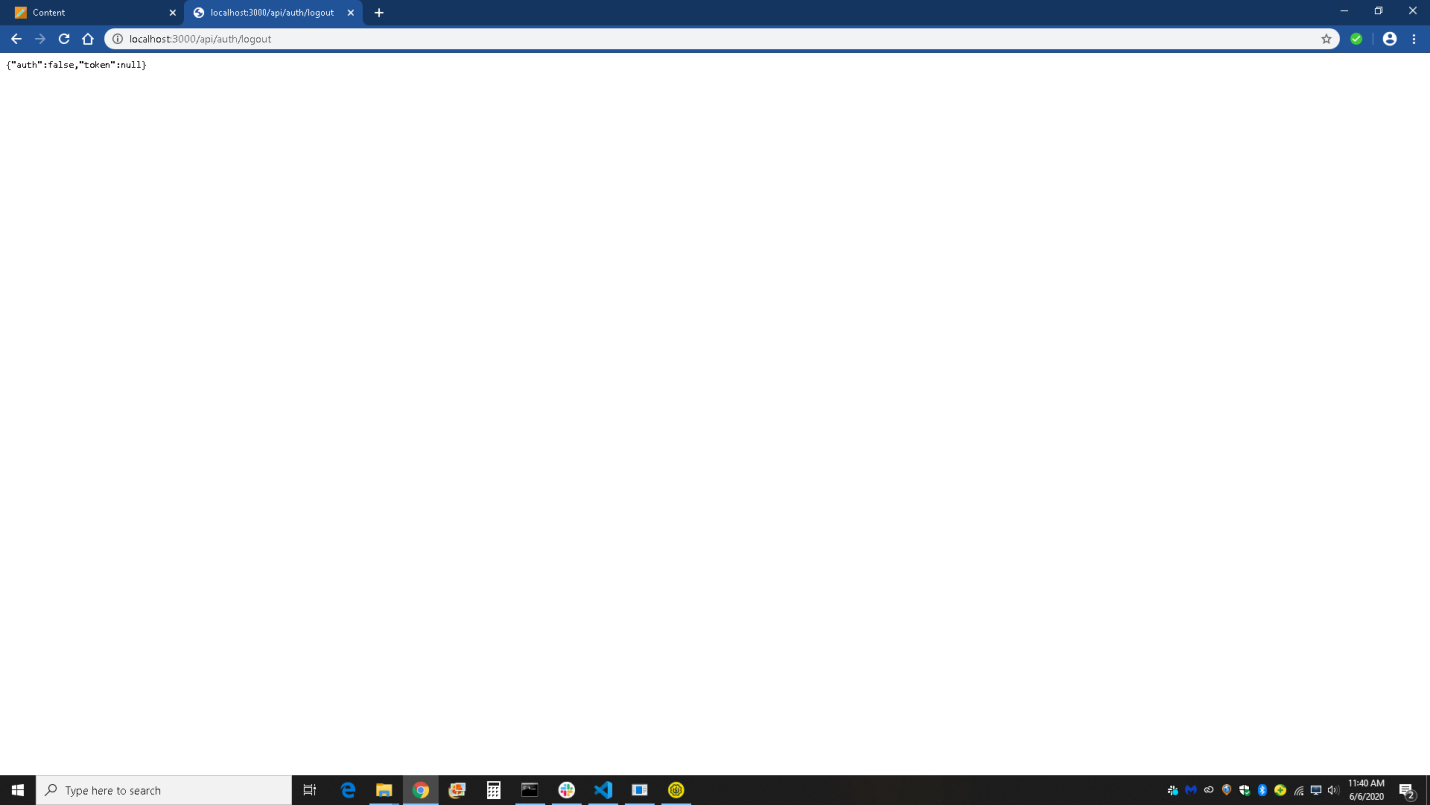 Content
localhost:3000/api/auth/logout
localhost:3000/api/auth/logout
{"auth":false,"token":null}
Type here to search
11:40 AM
6/6/2020
2